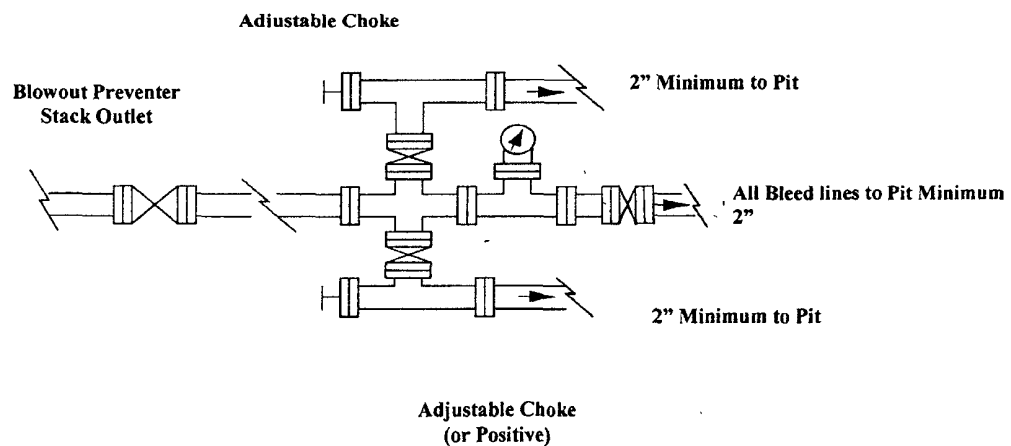 Adjustable Choke
Blowout Preventer
Stack Outlet
2” Minimum to Pit
All Bleed lines to Pit Minimum
2”
2” Minimum to Pit
Adjustable Choke
(or Positive)